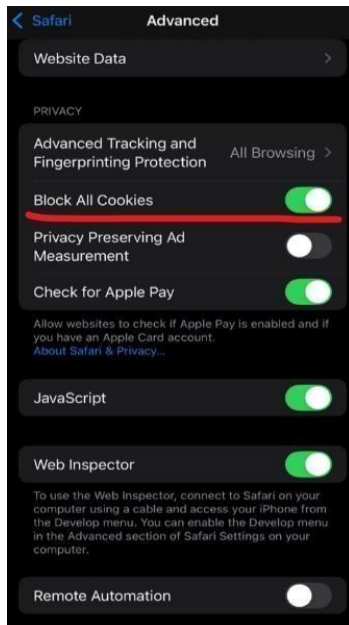 Safari
Advanced
Website Data
PRIVACY
Advanced Tracking and
Fingerprinting Protection
All Browsing
Block All Cookies
Privacy Preserving Ad
Measurement
Check for Apple Pay
Allow websites to check if Apple Pay is enabled and if
you have an Apple Card account.
About Safari & Privacy...
JavaScript
Web Inspector
To use the Web Inspector, connect to Safari on your
computer using a cable and access your iPhone from
the Develop menu. You can enable the Develop menu
in the Advanced section of Safari Settings on your
computer.
Remote Automation